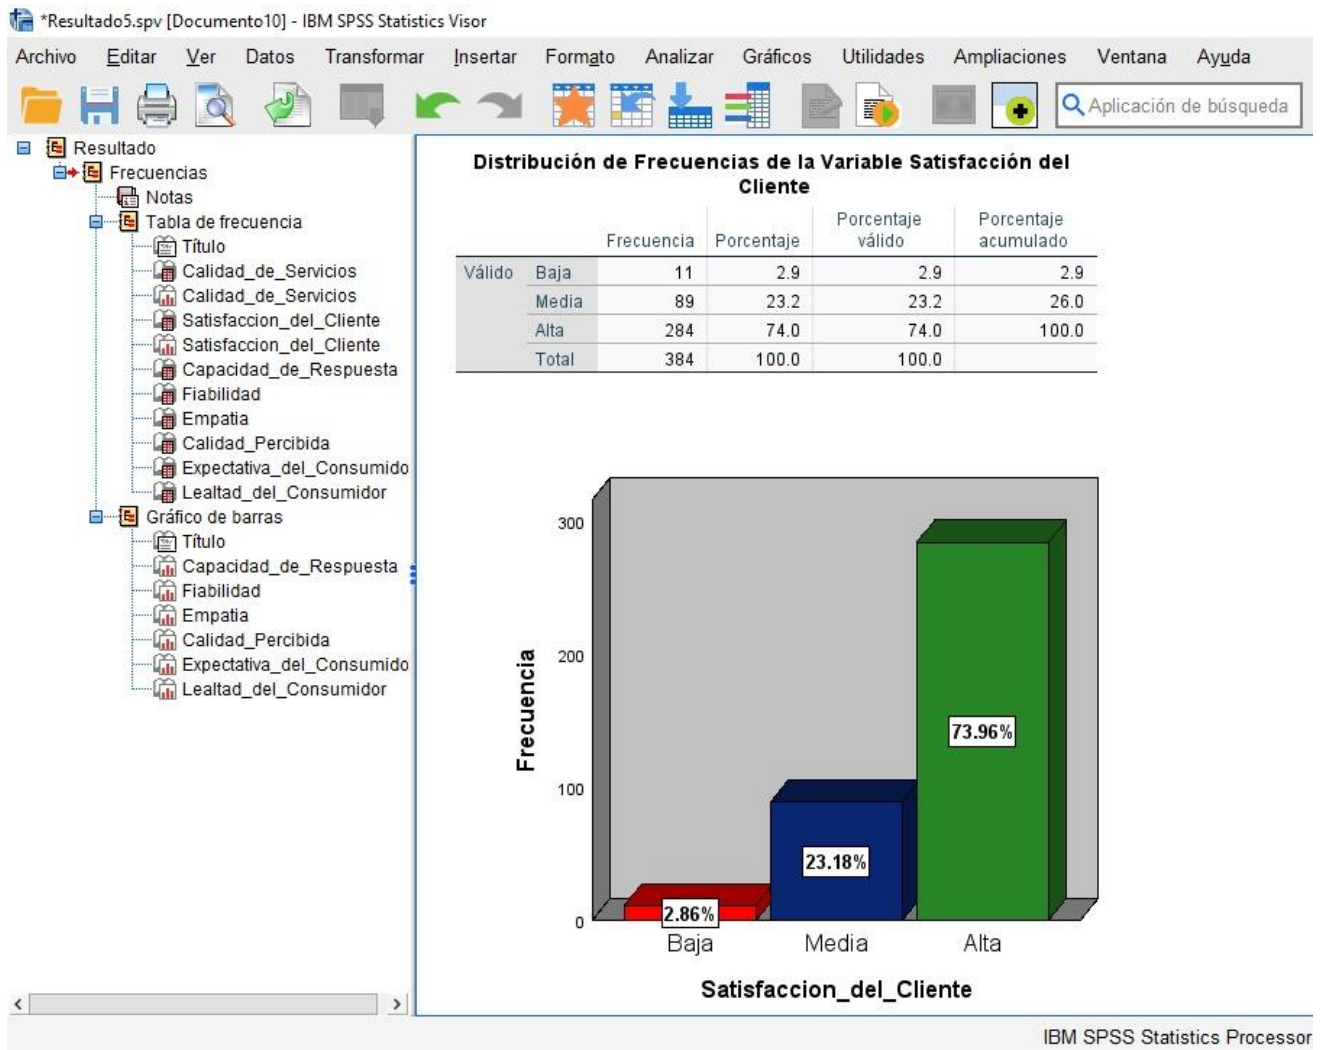 *Resultado5.spv [Documento10] - IBM SPSS Statistics Visor
Archivo Editar Ver Datos Transformar Insertar Formato Analizar Gráficos Utilidades Ampliaciones Ventana Ayuda
Aplicación de búsqueda
Resultado
Frecuencias
Notas
Tabla de frecuencia
Título
Calidad_de_Servicios
Calidad_de_Servicios
Satisfaccion_del_Cliente
Satisfaccion_del_Cliente
Capacidad_de_Respuesta
Fiabilidad
Empatia
Calidad_Percibida
Expectativa_del_Consumido
Lealtad_del_Consumidor
Gráfico de barras
Título
Capacidad_de_Respuesta
Fiabilidad
Empatia
Calidad_Percibida
Expectativa_del_Consumido
Lealtad_del_Consumidor
Distribución de Frecuencias de la Variable Satisfacción del
Cliente
Frecuencia Porcentaje Porcentaje válido Porcentaje acumulado
Válido Baja 11 2.9 2.9 2.9
Media 89 23.2 23.2 26.0
Alta 284 74.0 74.0 100.0
Total 384 100.0 100.0
Frecuencia
300
200
100
0
2.86%
23.18%
73.96%
Baja Media Alta
Satisfaccion_del_Cliente
IBM SPSS Statistics Processor